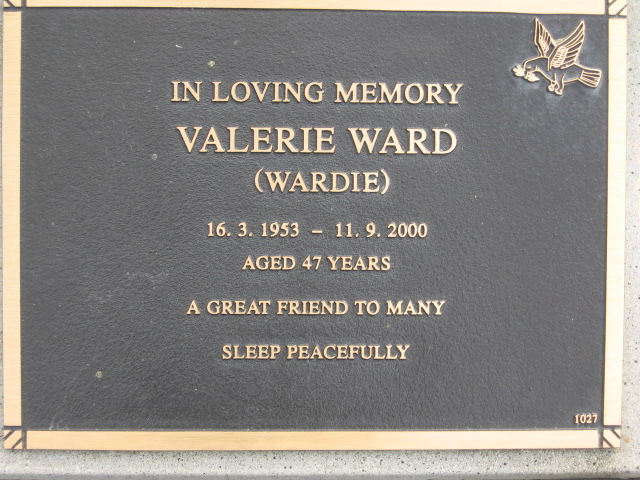 IN LOVING MEMORY
VALERIE WARD
(WARDIE)
16. 3. 1953 – 11. 9. 2000
AGED 47 YEARS
A GREAT FRIEND TO MANY
SLEEP PEACEFULLY
1027